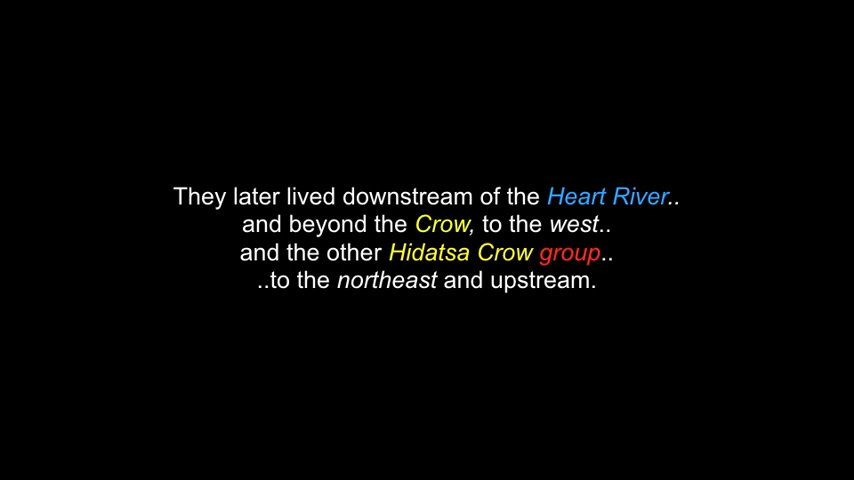 They later lived downstream of the Heart River..
and beyond the Crow, to the west..
and the other Hidatsa Crow group..
..to the northeast and upstream.